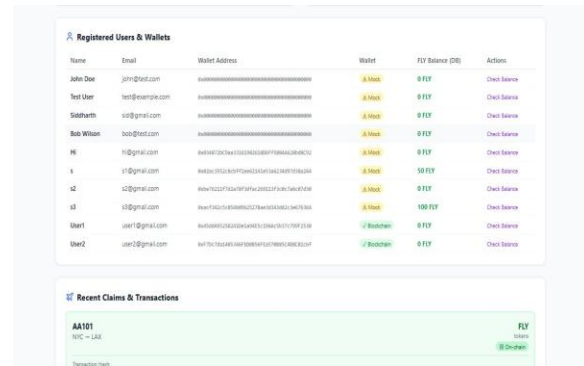 Registered Users & Wallets
Name Email Wallet Address Wallet FLY Balance (DB) Actions
John Doe john@test.com Mock 0 FLY Check Balance
Test User test@example.com Mock 0 FLY Check Balance
Siddharth sid@gmail.com Mock 0 FLY Check Balance
Bob Wilson bob@test.com Mock 0 FLY Check Balance
Hi hi@gmail.com Mock 0 FLY Check Balance
s s1@gmail.com Mock 50 FLY Check Balance
s2 s2@gmail.com Mock 0 FLY Check Balance
s3 s3@gmail.com Mock 100 FLY Check Balance
User1 user1@gmail.com ✓ Blockchain 0 FLY Check Balance
User2 user2@gmail.com ✓ Blockchain 0 FLY Check Balance
Recent Claims & Transactions
AA101 FLY
NYC → LAX tokens
On-chain
Transaction Hash